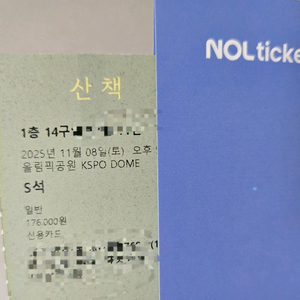 NOL ticke
산책
1층 14구
2025년 11월 08일(토) 오후
올림픽공원 KSPO DOME
S석
일반
176,000원
신용카드